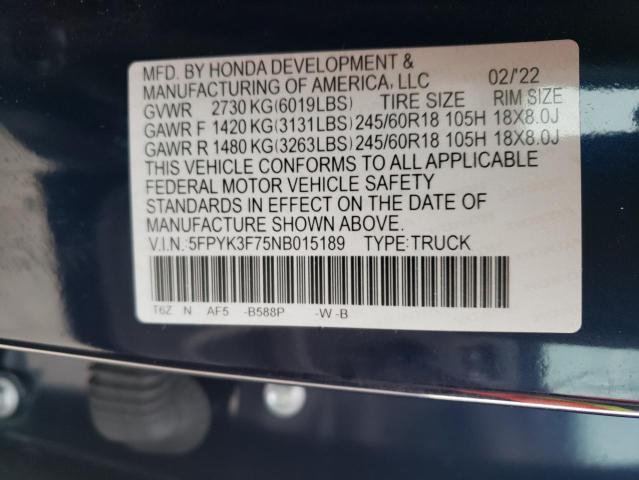 MFD. BY HONDA DEVELOPMENT &
MANUFACTURING OF AMERICA, LLC 02/'22
GVWR 2730 KG(6019LBS) TIRE SIZE RIM SIZE
GAWR F 1420 KG(3131LBS) 245/60R18 105H 18X8.0J
GAWR R 1480 KG(3263LBS) 245/60R18 105H 18X8.0J
THIS VEHICLE CONFORMS TO ALL APPLICABLE
FEDERAL MOTOR VEHICLE SAFETY
STANDARDS IN EFFECT ON THE DATE OF
MANUFACTURE SHOWN ABOVE.
V.I.N.:5FPYK3F75NB015189 TYPE:TRUCK
T6Z N AF5 -B588P -W -B